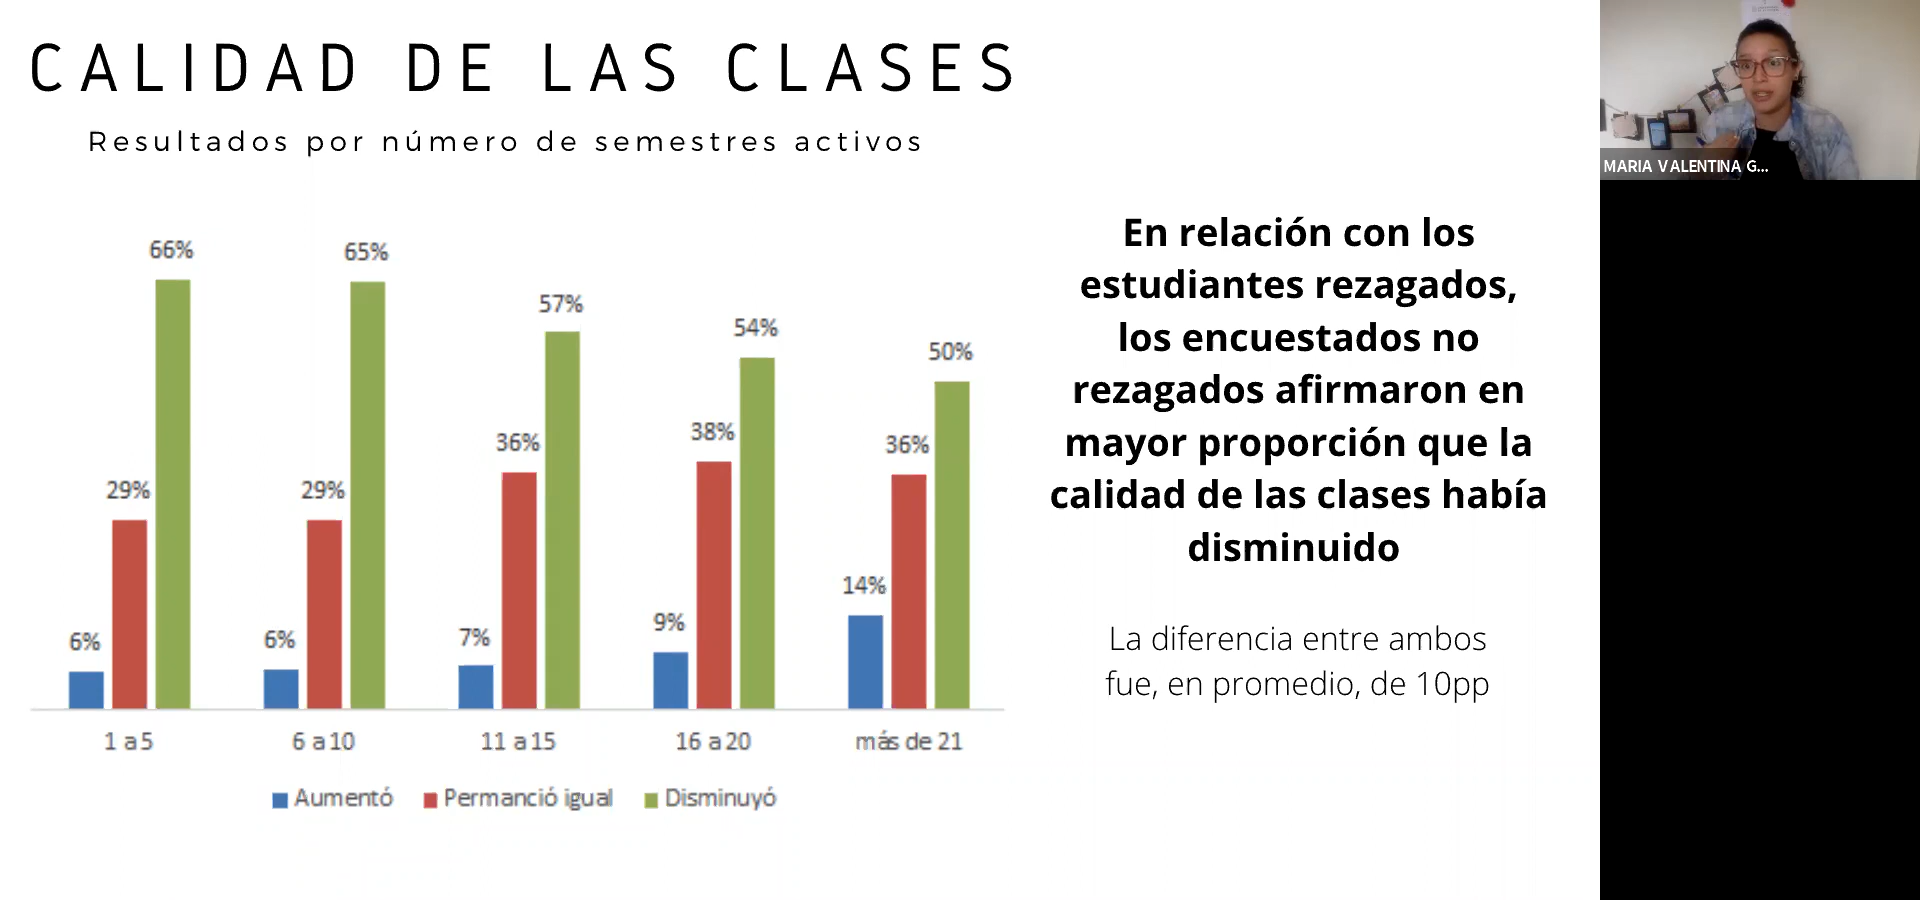 CALIDAD DE LAS CLASES
Resultados por número de semestres activos
66%
65%
57%
54%
50%
29%
29%
36%
38%
36%
6%
6%
7%
9%
14%
1 a 5
6 a 10
11 a 15
16 a 20
más de 21
Aumentó
Permanció igual
Disminuyó
En relación con los
estudiantes rezagados,
los encuestados no
rezagados afirmaron en
mayor proporción que la
calidad de las clases había
disminuido
La diferencia entre ambos
fue, en promedio, de 10pp
MARIA VALENTINA G...